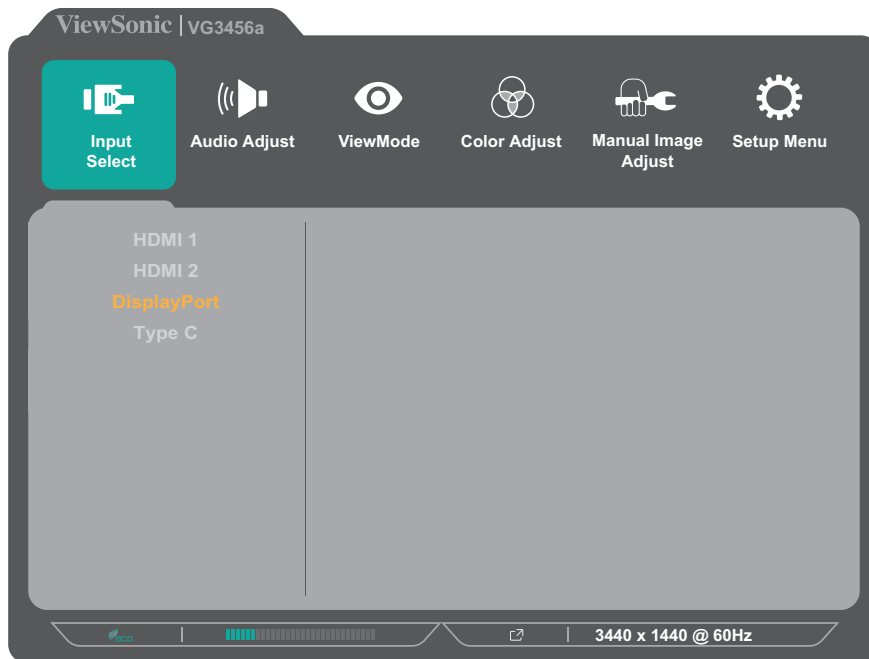 ViewSonic | VG3456a
Input
Select
Audio Adjust
ViewMode
Color Adjust
Manual Image
Adjust
Setup Menu
HDMI 1
HDMI 2
DisplayPort
Type C
eco
3440 x 1440 @ 60Hz